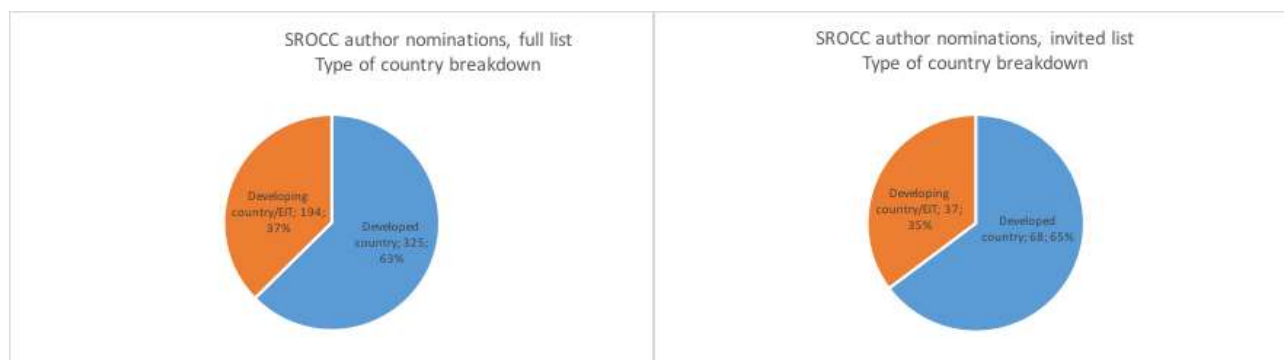 SROCC author nominations, full list
Type of country breakdown
Developing
country/EIT; 194;
37%
Developed
country; 325;
63%
SROCC author nominations, invited list
Type of country breakdown
Developing
country/EIT; 37;
35%
Developed
country; 68; 65%